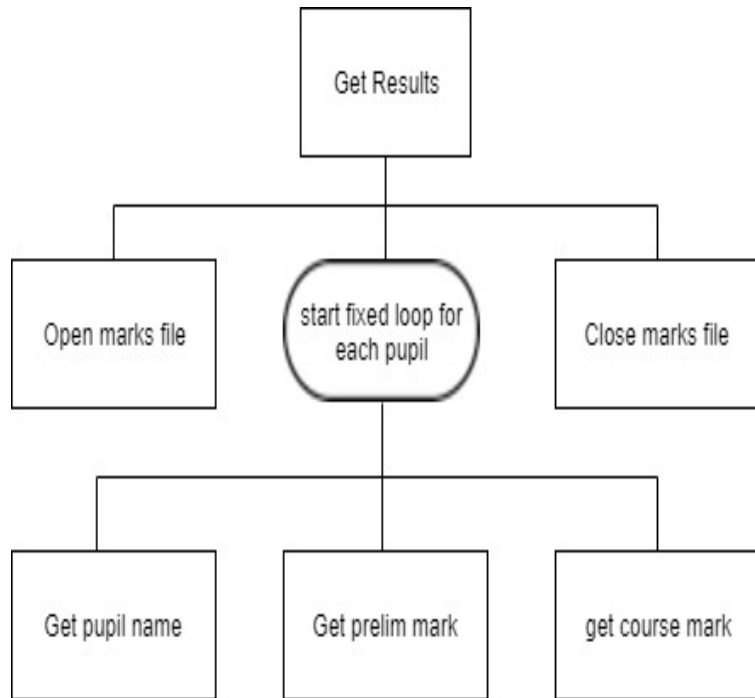 Get Results
Open marks file
start fixed loop for
each pupil
Close marks file
Get pupil name
Get prelim mark
get course mark